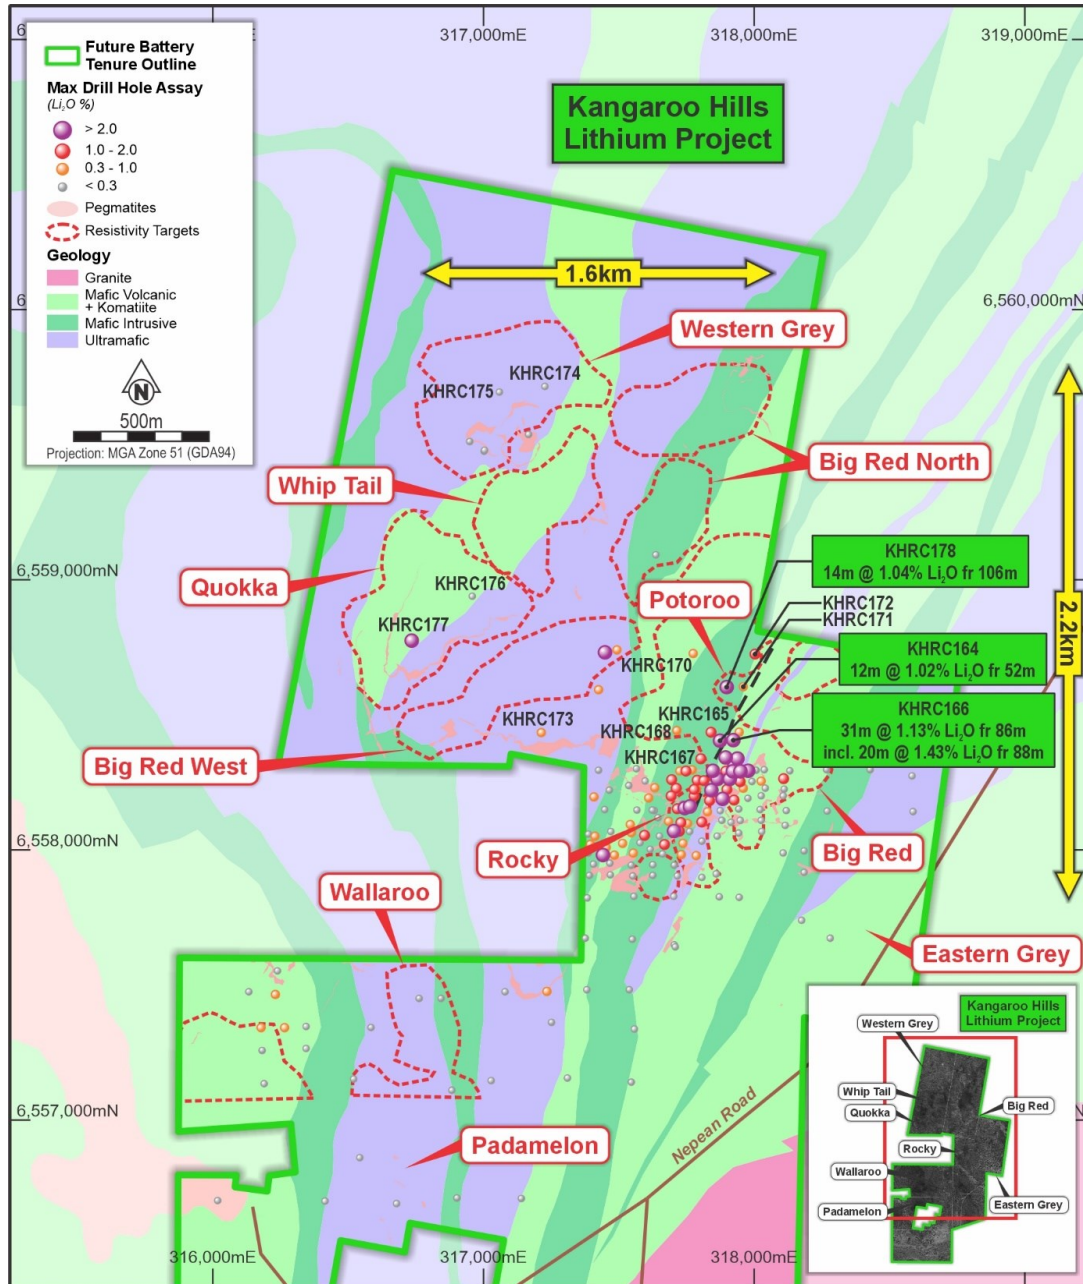 317,000mE
318,000mE
319,000mE
Future Battery
Tenure Outline
Max Drill Hole Assay
(Li₂O %)
> 2.0
1.0 - 2.0
0.3 - 1.0
< 0.3
Pegmatites
Resistivity Targets
Geology
Granite
Mafic Volcanic
+ Komatiite
Mafic Intrusive
Ultramafic
N
500m
Projection: MGA Zone 51 (GDA94)
Kangaroo Hills
Lithium Project
1.6km
6,560,000mN
Western Grey
KHRC174
KHRC175
Big Red North
Whip Tail
6,559,000mN
Quokka
KHRC176
KHRC177
Potoroo
KHRC178
14m @ 1.04% Li₂O fr 106m
KHRC172
KHRC171
2.2km
KHRC164
12m @ 1.02% Li₂O fr 52m
KHRC170
KHRC173
KHRC165
KHRC168
KHRC167
KHRC166
31m @ 1.13% Li₂O fr 86m
incl. 20m @ 1.43% Li₂O fr 88m
Big Red West
6,558,000mN
Rocky
Big Red
Wallaroo
Eastern Grey
6,557,000mN
Padamelon
Nepean Road
316,000mE
317,000mE
318,000mE
Kangaroo Hills
Lithium Project
Western Grey
Whip Tail
Quokka
Big Red
Rocky
Wallaroo
Eastern Grey
Padamelon